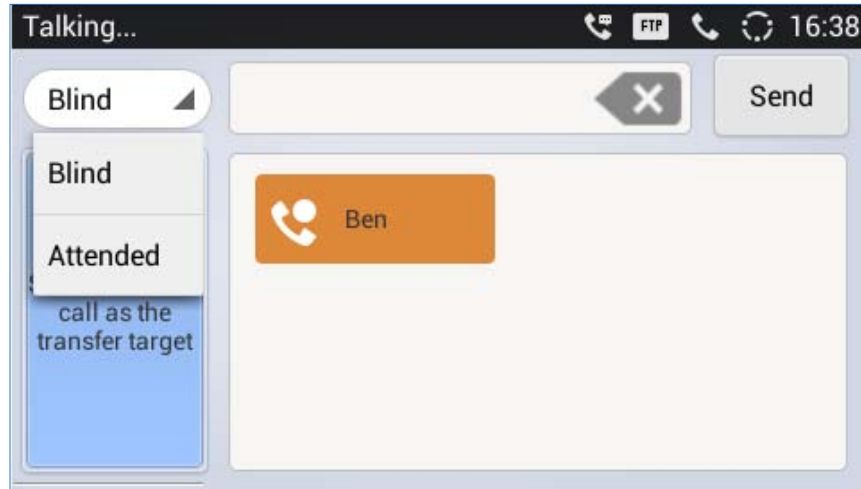 Talking...
FTP
16:38
Blind
Send
Blind
Attended
Ben
call as the
transfer target